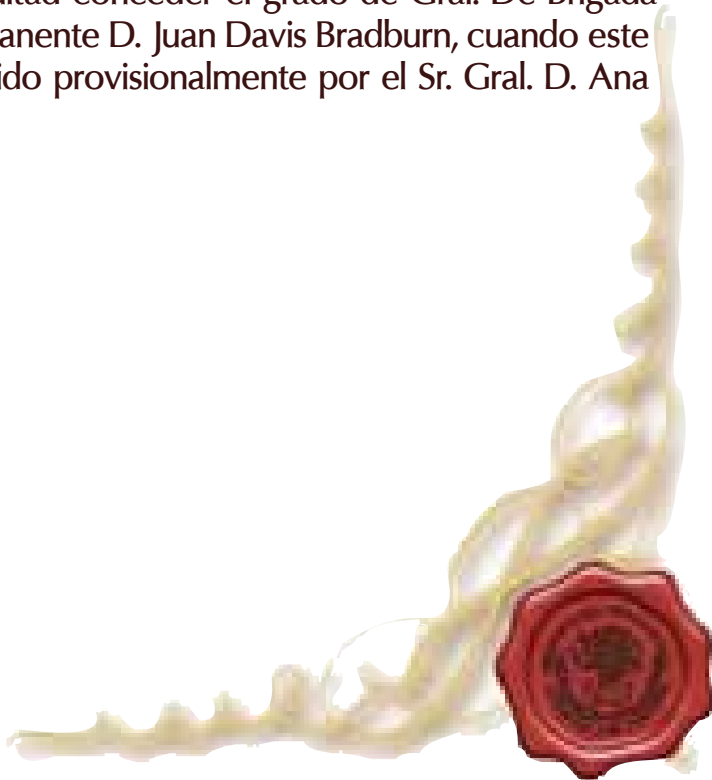 conceder el grado de Gral. De Brigada
anente D. Juan Davis Bradburn, cuando este
ido provisionalmente por el Sr. Gral. D. Ana